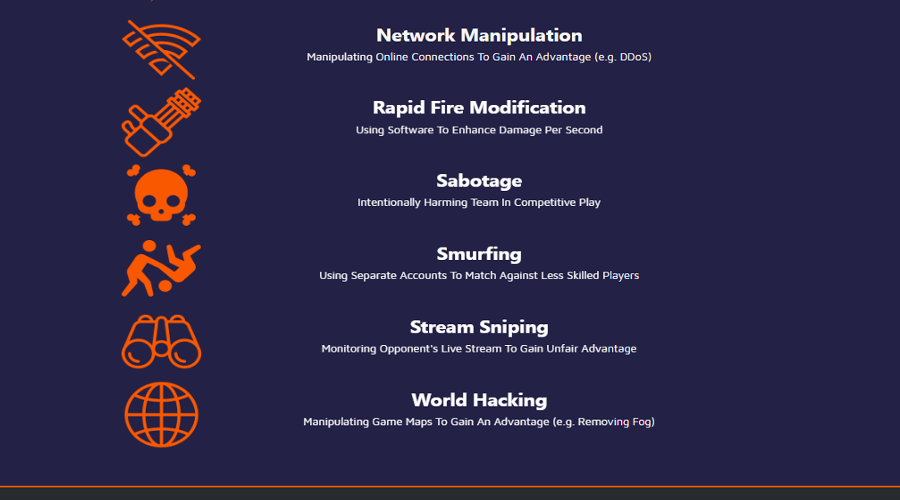 Network Manipulation
Manipulating Online Connections To Gain An Advantage (e.g. DDoS)
Rapid Fire Modification
Using Software To Enhance Damage Per Second
Sabotage
Intentionally Harming Team In Competitive Play
Smurfing
Using Separate Accounts To Match Against Less Skilled Players
Stream Sniping
Monitoring Opponent's Live Stream To Gain Unfair Advantage
World Hacking
Manipulating Game Maps To Gain An Advantage (e.g. Removing Fog)